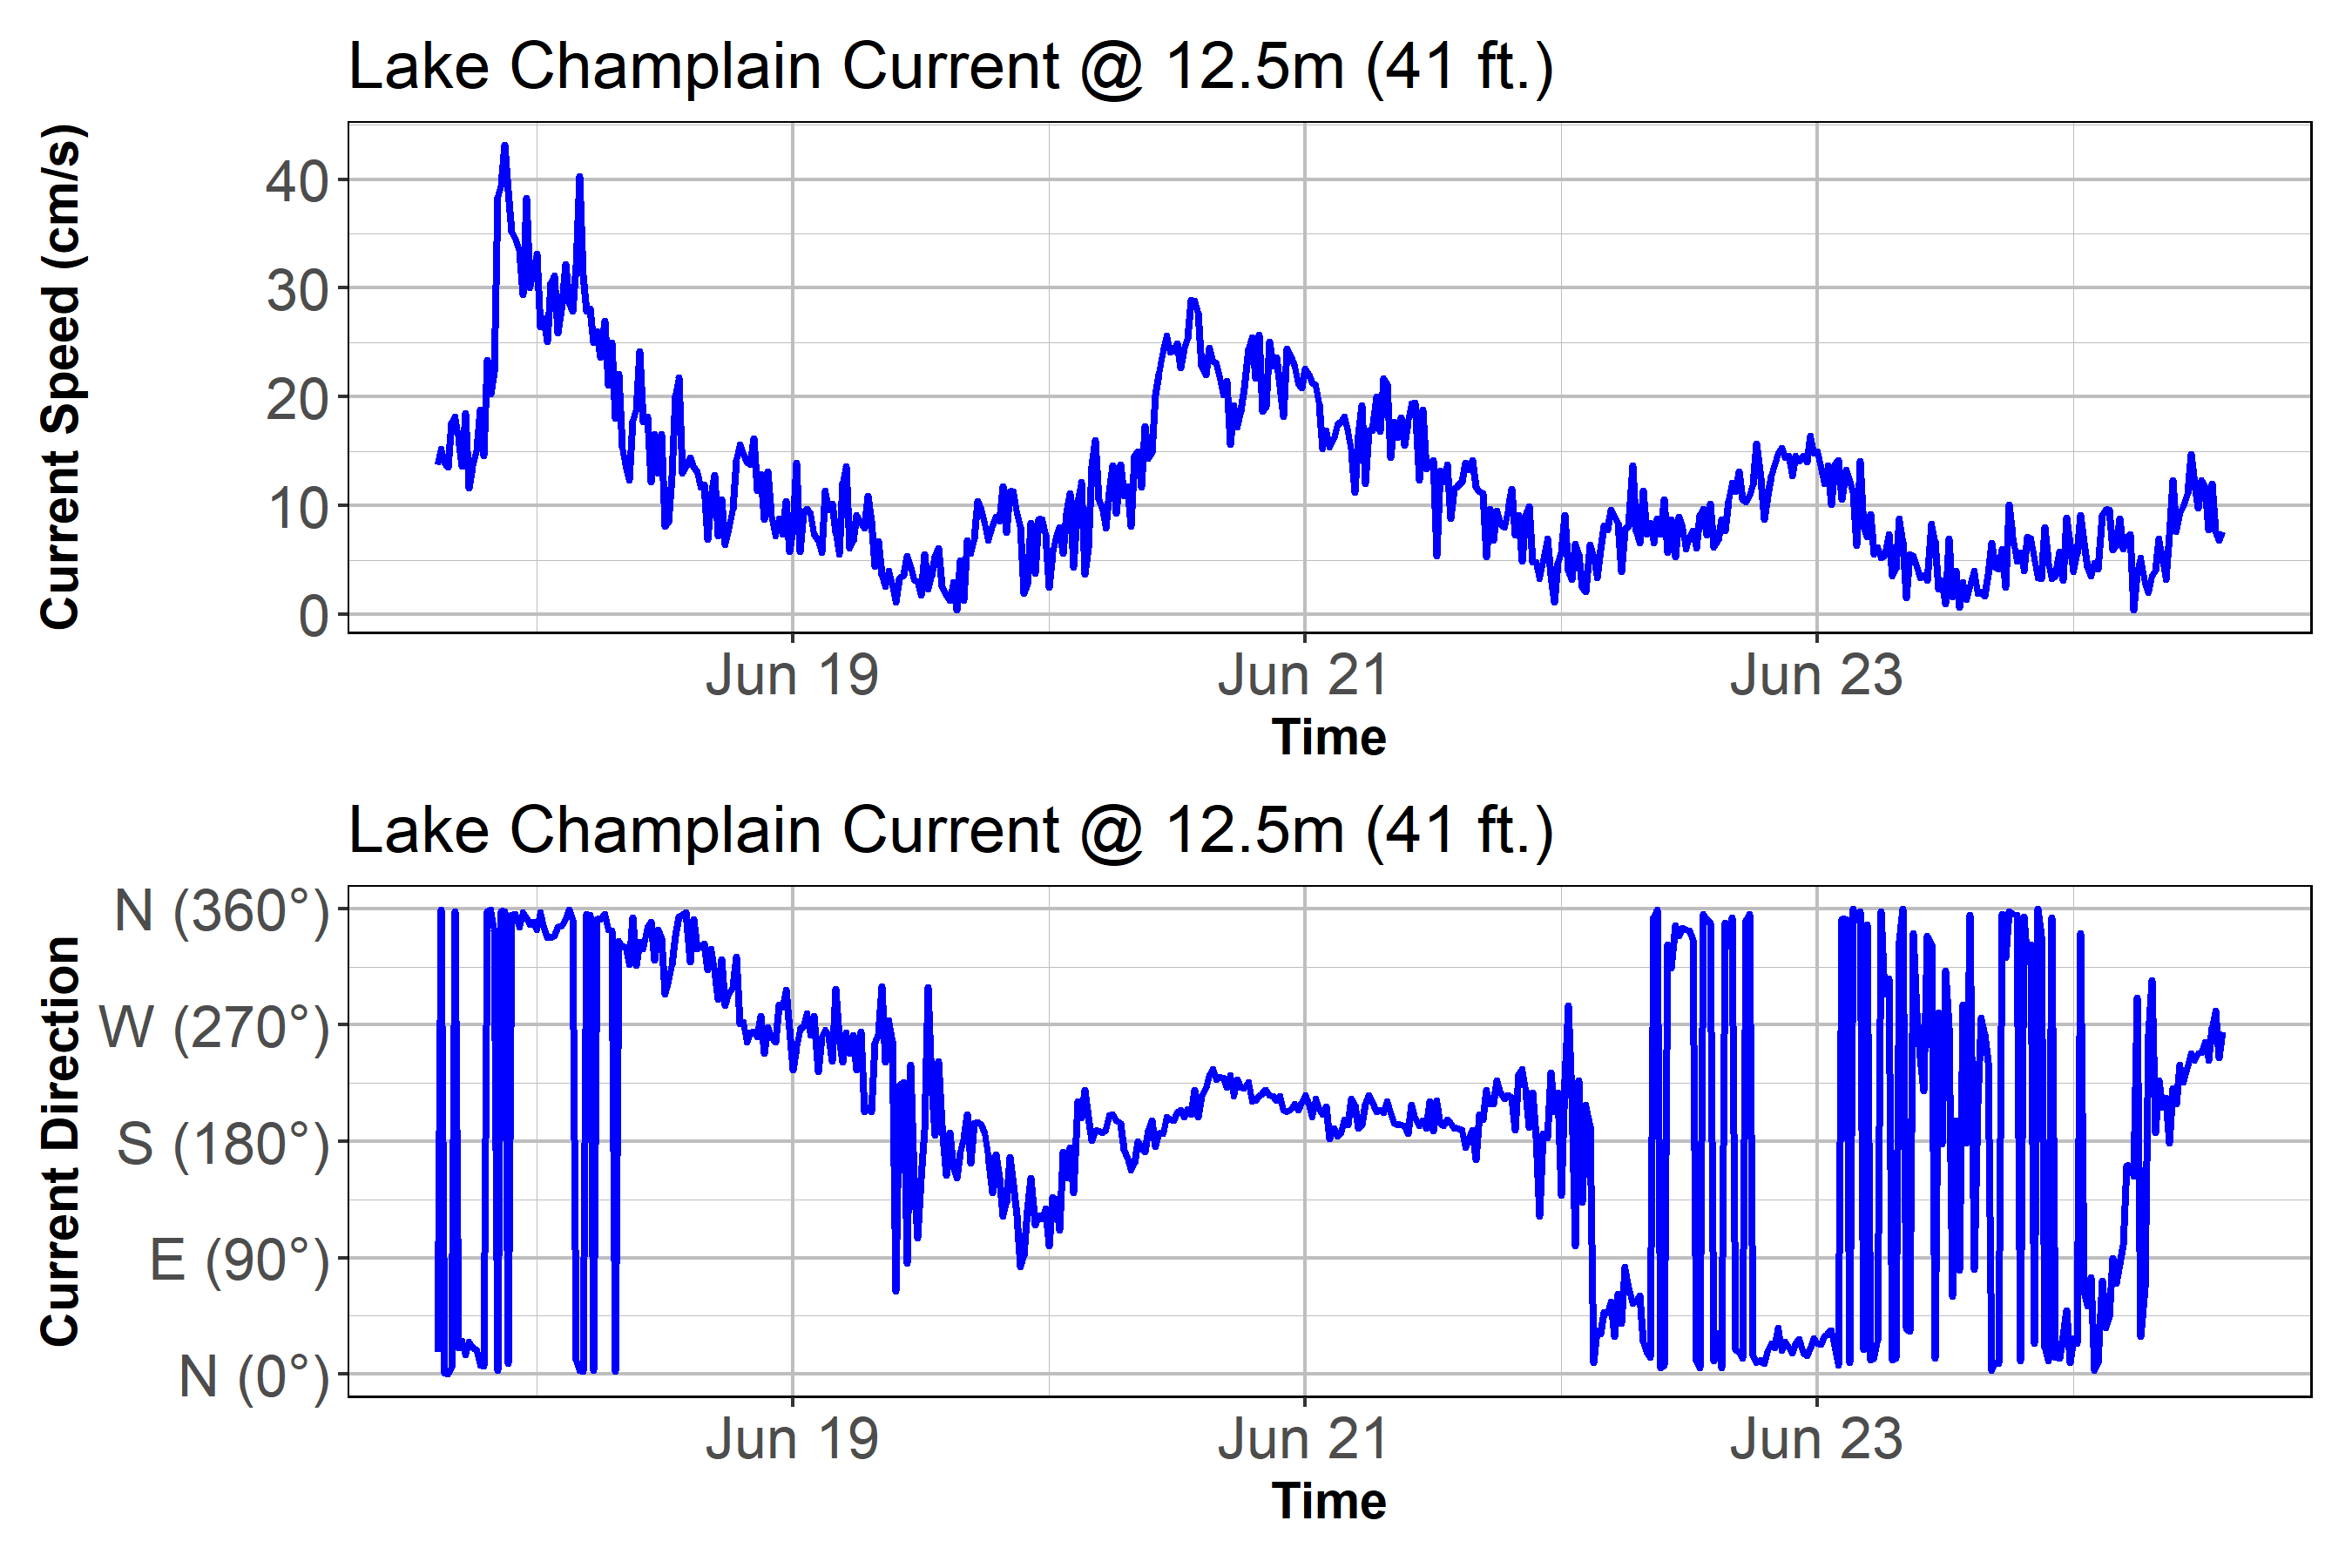 Lake Champlain Current @ 12.5m (41 ft.)
Current Speed (cm/s)
40
30
20
10
0
Jun 19 Jun 21 Jun 23
Time
Lake Champlain Current @ 12.5m (41 ft.)
Current Direction
N (360°)
W (270°)
S (180°)
E (90°)
N (0°)
Jun 19 Jun 21 Jun 23
Time